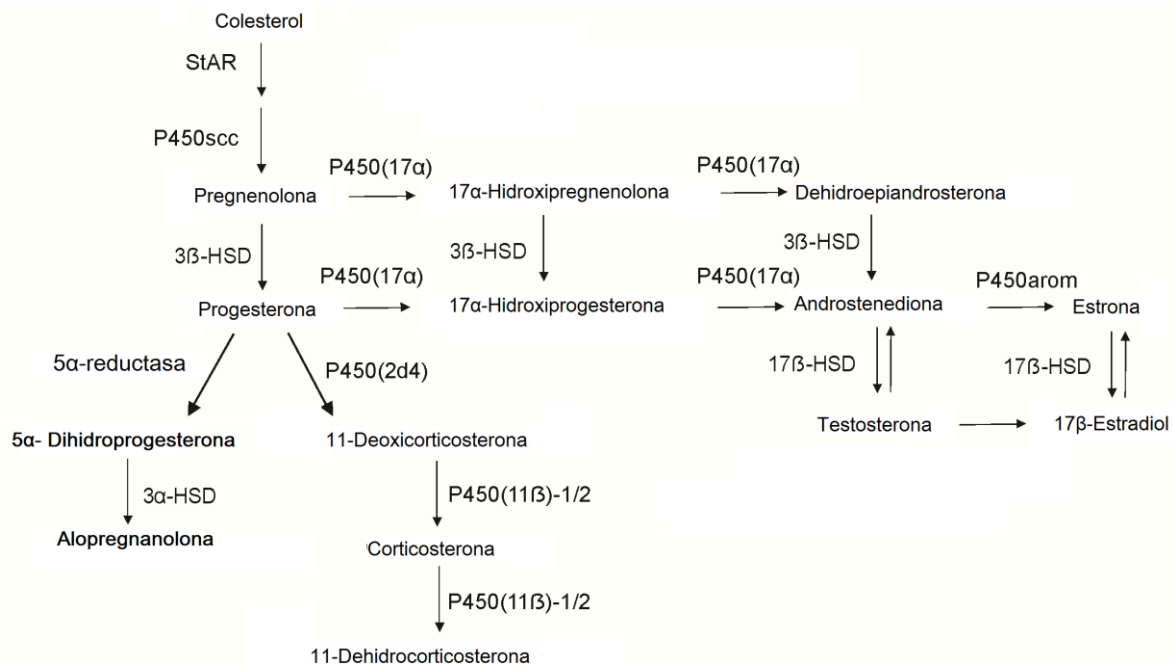 Colesterol
StAR
P450scc
P450(17α)
P450(17α)
Pregnenolona
17α-Hidroxipregnenolona
Dehidroepiandrosterona
3ß-HSD
3ß-HSD
3ß-HSD
P450(17α)
P450(17α)
P450arom
Progesterona
17α-Hidroxiprogesterona
Androstenediona
Estrona
5α-reductasa
P450(2d4)
17ß-HSD
17ß-HSD
5α- Dihidroprogesterona
11-Deoxicorticosterona
Testosterona
17β-Estradiol
3α-HSD
P450(11ß)-1/2
Alopregnanolona
Corticosterona
P450(11ß)-1/2
11-Dehidrocorticosterona